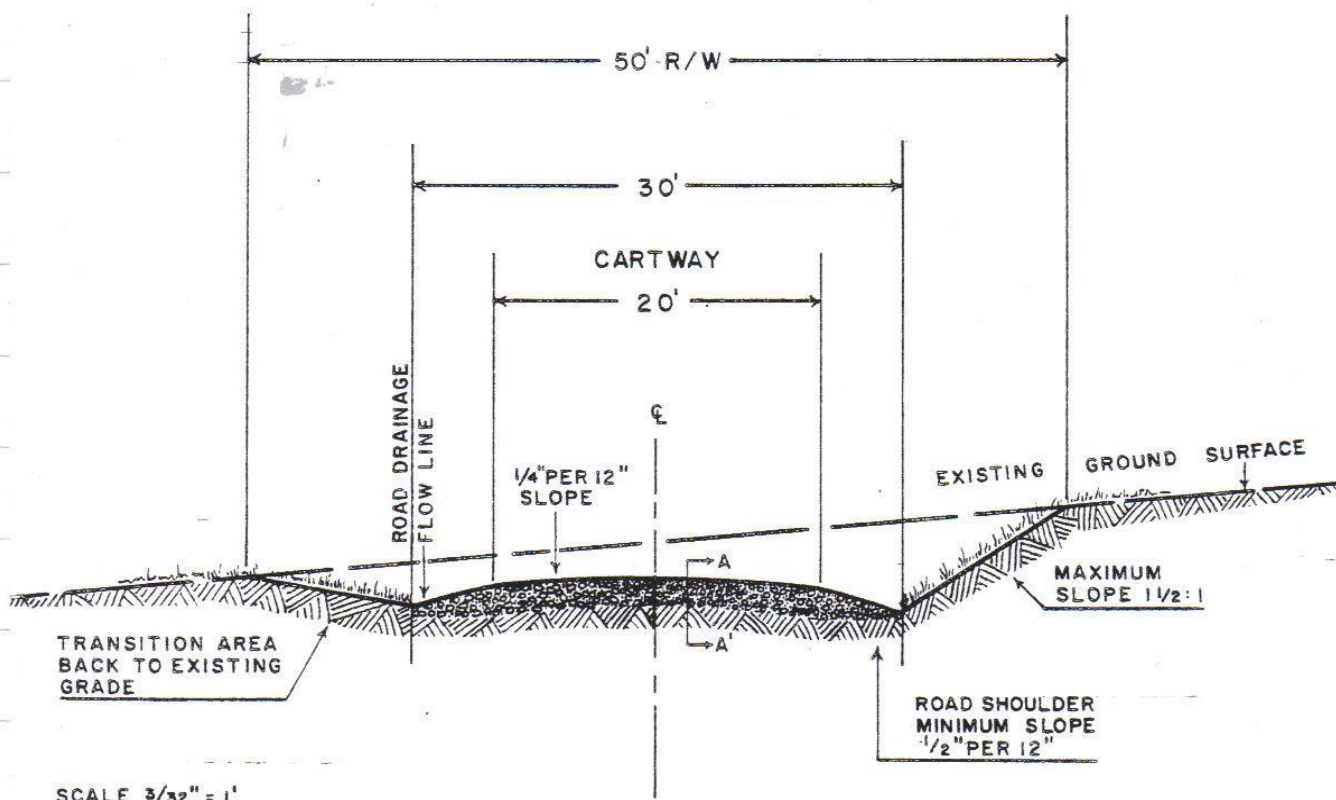 50' R/W
30'
CARTWAY
20'
ROAD DRAINAGE
FLOW LINE
℄
1/4" PER 12"
SLOPE
EXISTING GROUND SURFACE
A
A'
MAXIMUM
SLOPE 1 1/2:1
TRANSITION AREA
BACK TO EXISTING
GRADE
ROAD SHOULDER
MINIMUM SLOPE
1/2" PER 12"
SCALE 3/32" = 1'